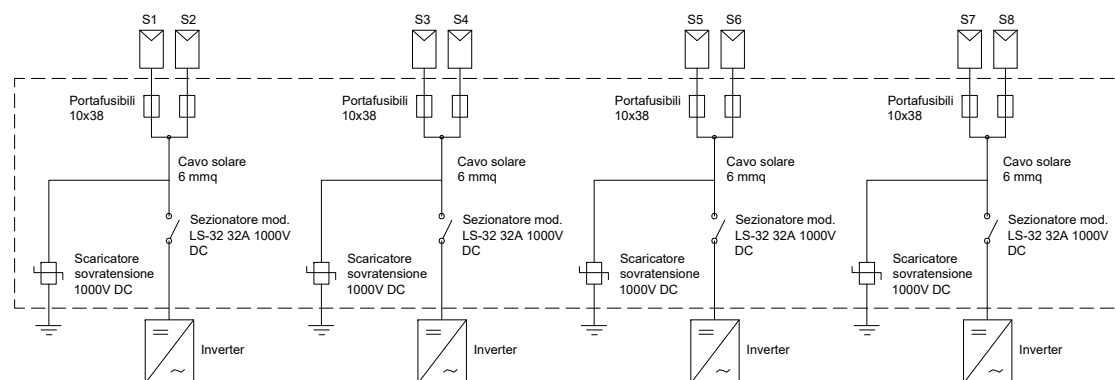 S1
S2
S3
S4
S5
S6
S7
S8
Portafusibili
10x38
Portafusibili
10x38
Portafusibili
10x38
Portafusibili
10x38
Cavo solare
6 mmq
Cavo solare
6 mmq
Cavo solare
6 mmq
Cavo solare
6 mmq
Sezionatore mod.
LS-32 32A 1000V
DC
Sezionatore mod.
LS-32 32A 1000V
DC
Sezionatore mod.
LS-32 32A 1000V
DC
Sezionatore mod.
LS-32 32A 1000V
DC
Scaricatore
sovratensione
1000V DC
Scaricatore
sovratensione
1000V DC
Scaricatore
sovratensione
1000V DC
Scaricatore
sovratensione
1000V DC
Inverter
Inverter
Inverter
Inverter